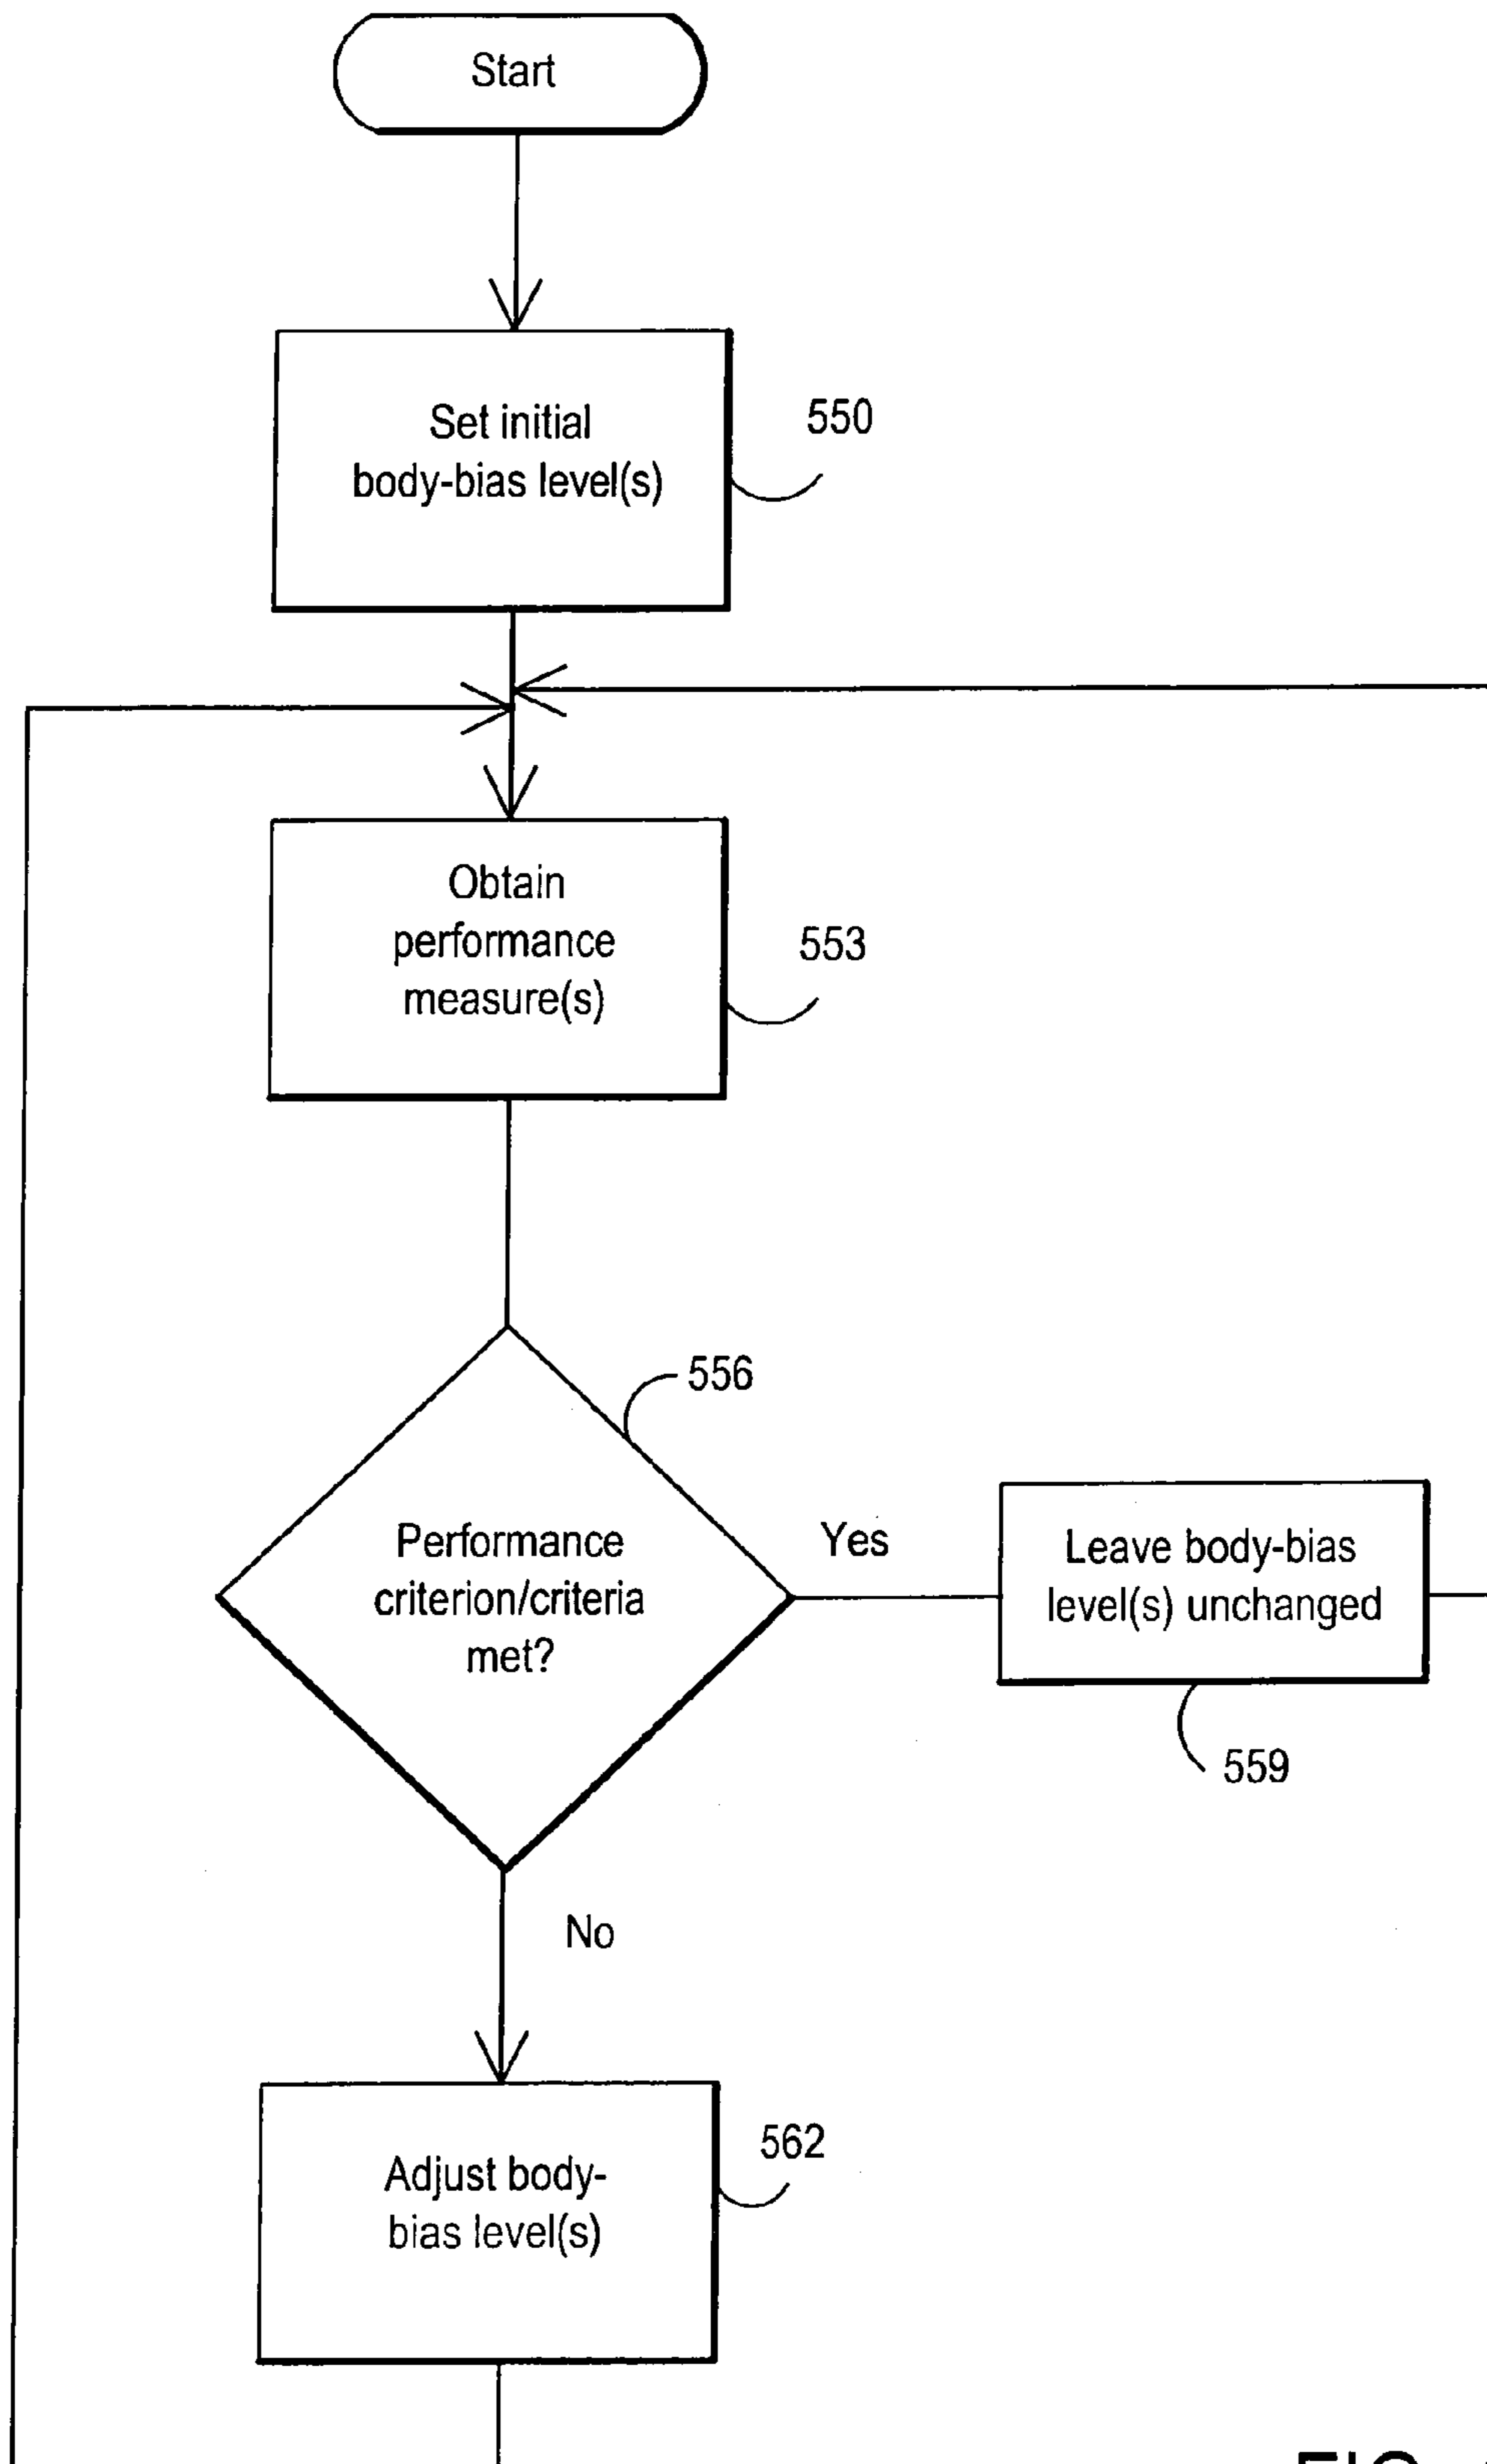 Start
Set initial
body-bias level(s)
550
Obtain
performance
measure(s)
553
556
Performance
criterion/criteria
met?
Yes
Leave body-bias
level(s) unchanged
559
No
Adjust body-
bias level(s)
562